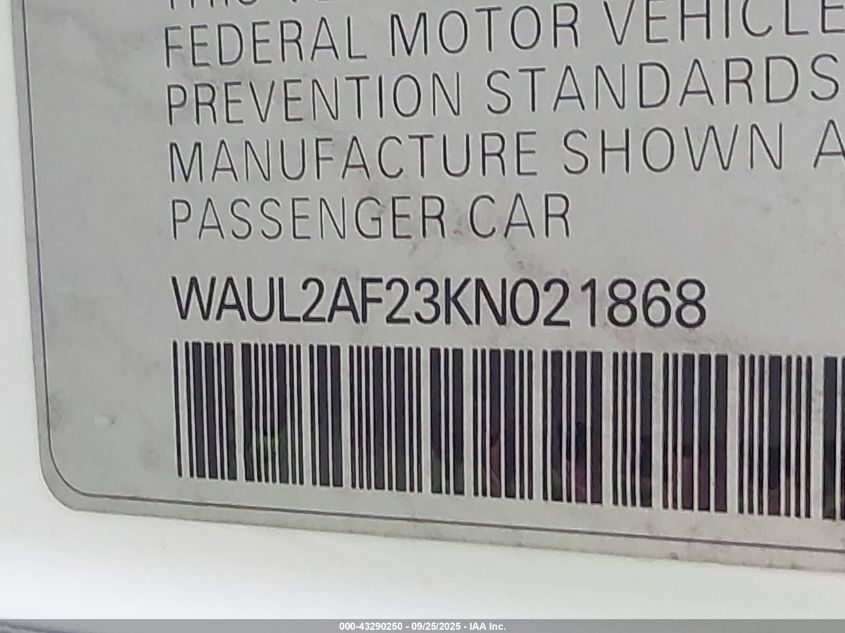 FEDERAL MOTOR VEHICLE
PREVENTION STANDARDS
MANUFACTURE SHOWN A
PASSENGER CAR
WAUL2AF23KN021868
000-43290250 - 09/25/2025 - IAA Inc.